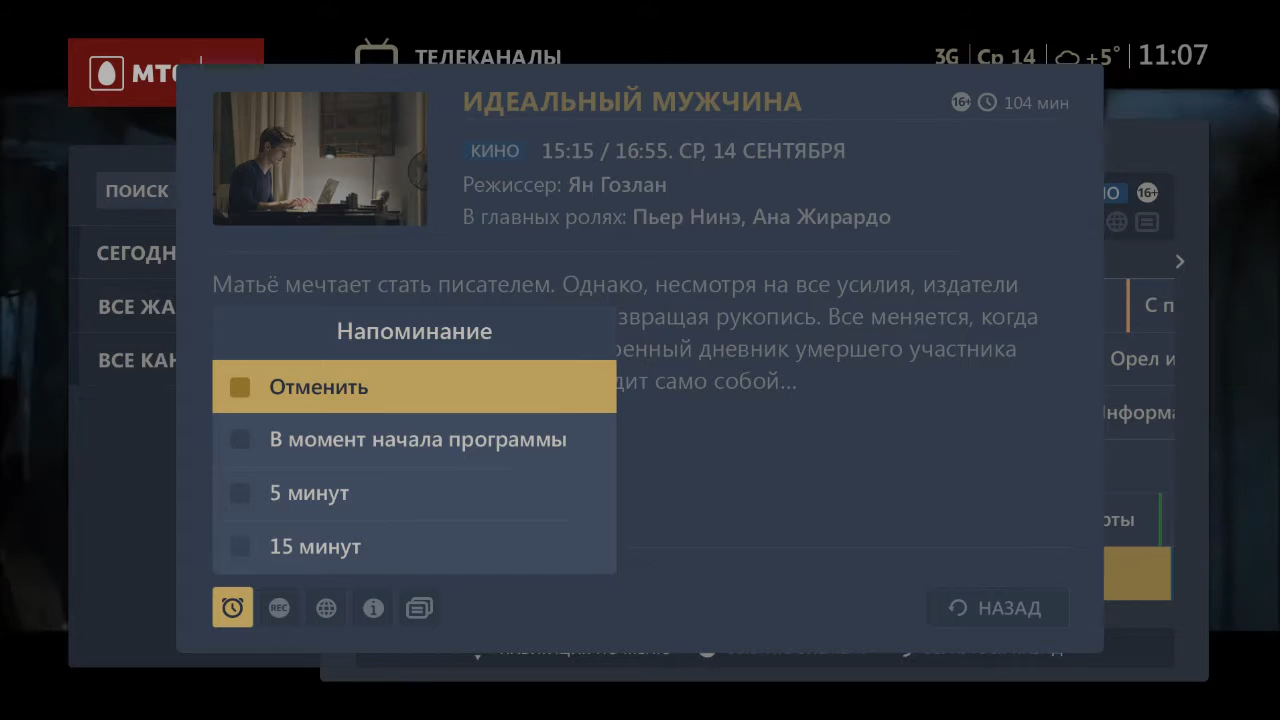 МТС
ТЕЛЕКАНАЛЫ
3G Ср 14 +5° 11:07
ИДЕАЛЬНЫЙ МУЖЧИНА
16+ 104 мин
КИНО 15:15 / 16:55. СР, 14 СЕНТЯБРЯ
Режиссер: Ян Гозлан
В главных ролях: Пьер Нинэ, Ана Жирардо
ПОИСК
16+
СЕГОДН
ВСЕ ЖА
ВСЕ КАН
Матьё мечтает стать писателем. Однако, несмотря на все усилия, издатели
звращая рукопись. Все меняется, когда
ренный дневник умершего участника
дит само собой...
С п
Орел и
Информа
рты
Напоминание
Отменить
В момент начала программы
5 минут
15 минут
REC
НАЗАД